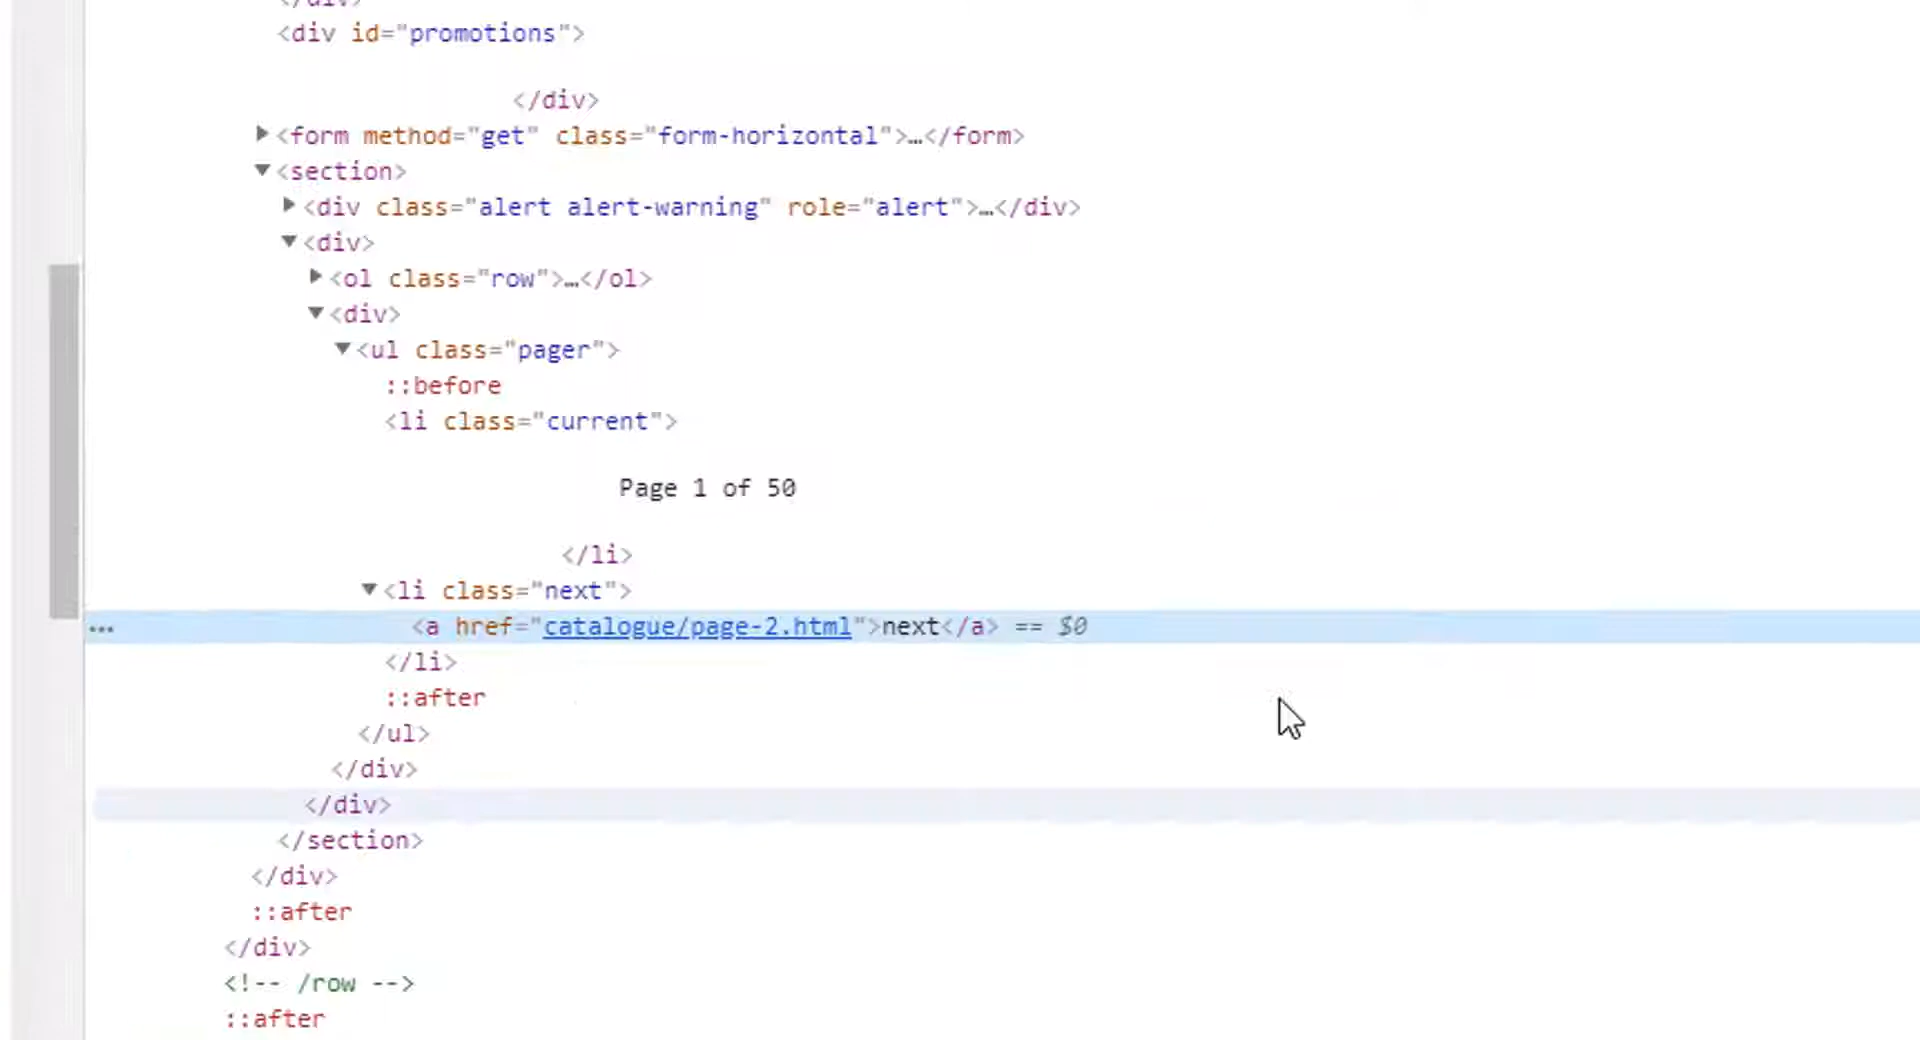 </div>
<div id="promotions">
</div>
<form method="get" class="form-horizontal">…</form>
<section>
<div class="alert alert-warning" role="alert">…</div>
<div>
<ol class="row">…</ol>
<div>
<ul class="pager">
::before
<li class="current">
Page 1 of 50
</li>
<li class="next">
<a href="catalogue/page-2.html">next</a> == $0
</li>
::after
</ul>
</div>
</div>
</section>
</div>
::after
</div>
<!-- /row -->
::after